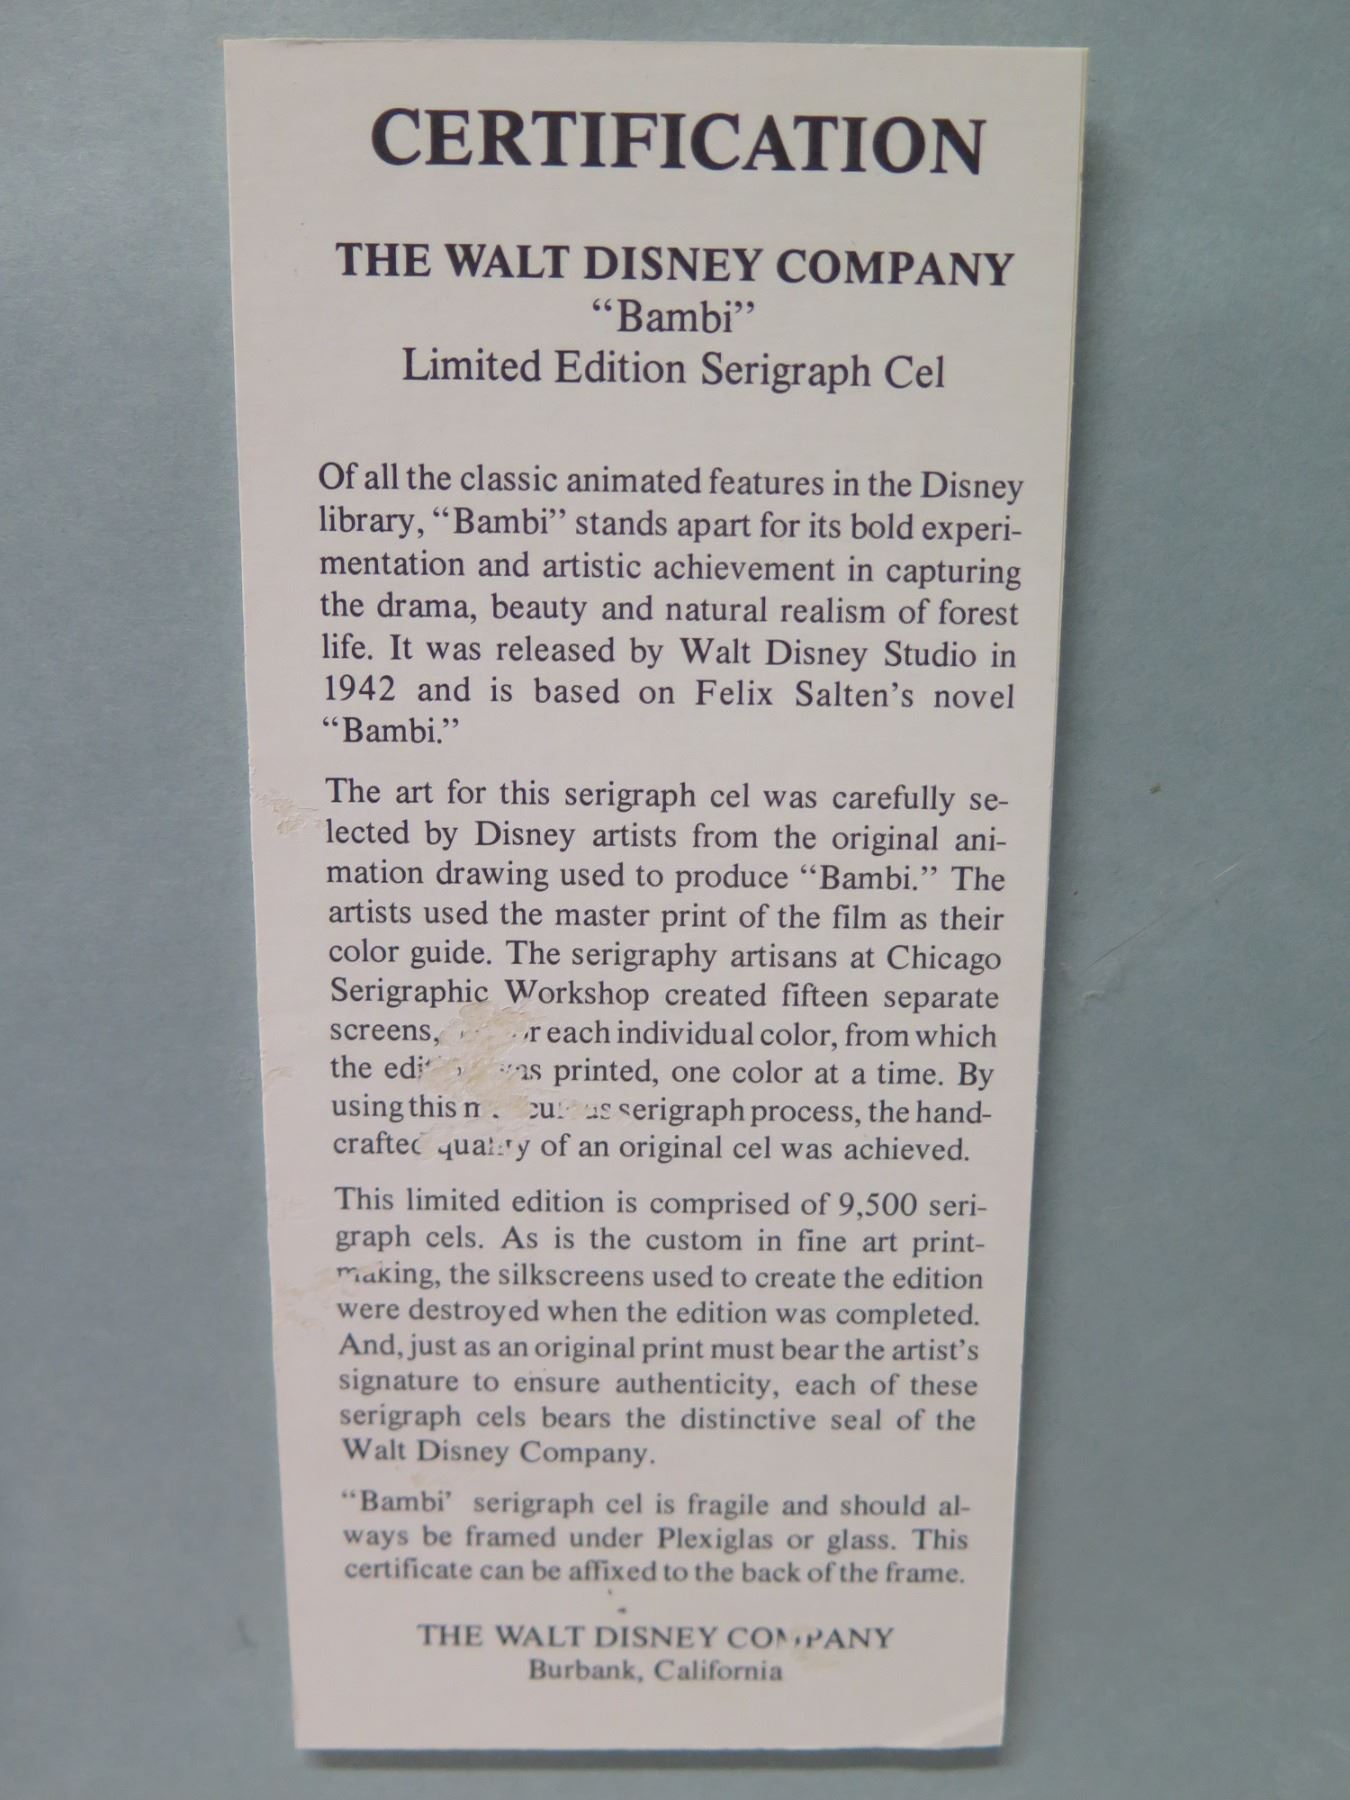 CERTIFICATION
THE WALT DISNEY COMPANY
“Bambi”
Limited Edition Serigraph Cel
Of all the classic animated features in the Disney
library, “Bambi” stands apart for its bold experi-
mentation and artistic achievement in capturing
the drama, beauty and natural realism of forest
life. It was released by Walt Disney Studio in
1942 and is based on Felix Salten’s novel
“Bambi.”
The art for this serigraph cel was carefully se-
lected by Disney artists from the original ani-
mation drawing used to produce “Bambi.” The
artists used the master print of the film as their
color guide. The serigraphy artisans at Chicago
Serigraphic Workshop created fifteen separate
screens, each individual color, from which
the was printed, one color at a time. By
using this serigraph process, the hand-
crafted quality of an original cel was achieved.
This limited edition is comprised of 9,500 seri-
graph cels. As is the custom in fine art print-
making, the silkscreens used to create the edition
were destroyed when the edition was completed.
And, just as an original print must bear the artist’s
signature to ensure authenticity, each of these
serigraph cels bears the distinctive seal of the
Walt Disney Company.
“Bambi’ serigraph cel is fragile and should al-
ways be framed under Plexiglas or glass. This
certificate can be affixed to the back of the frame.
THE WALT DISNEY COMPANY
Burbank, California